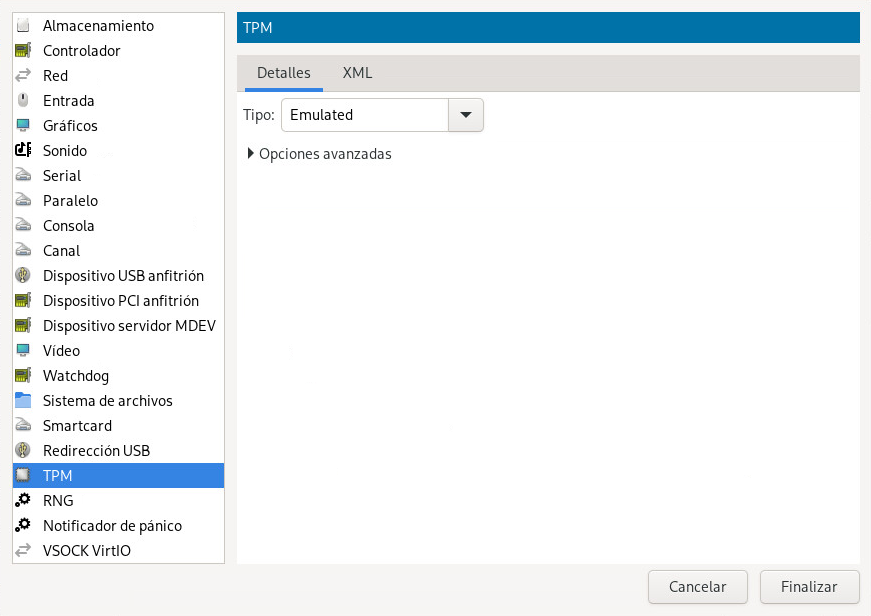 Almacenamiento
Controlador
Red
Entrada
Gráficos
Sonido
Serial
Paralelo
Consola
Canal
Dispositivo USB anfitrión
Dispositivo PCI anfitrión
Dispositivo servidor MDEV
Vídeo
Watchdog
Sistema de archivos
Smartcard
Redirección USB
TPM
RNG
Notificador de pánico
VSOCK VirtIO
TPM
Detalles XML
Tipo: Emulated
Opciones avanzadas
Cancelar Finalizar